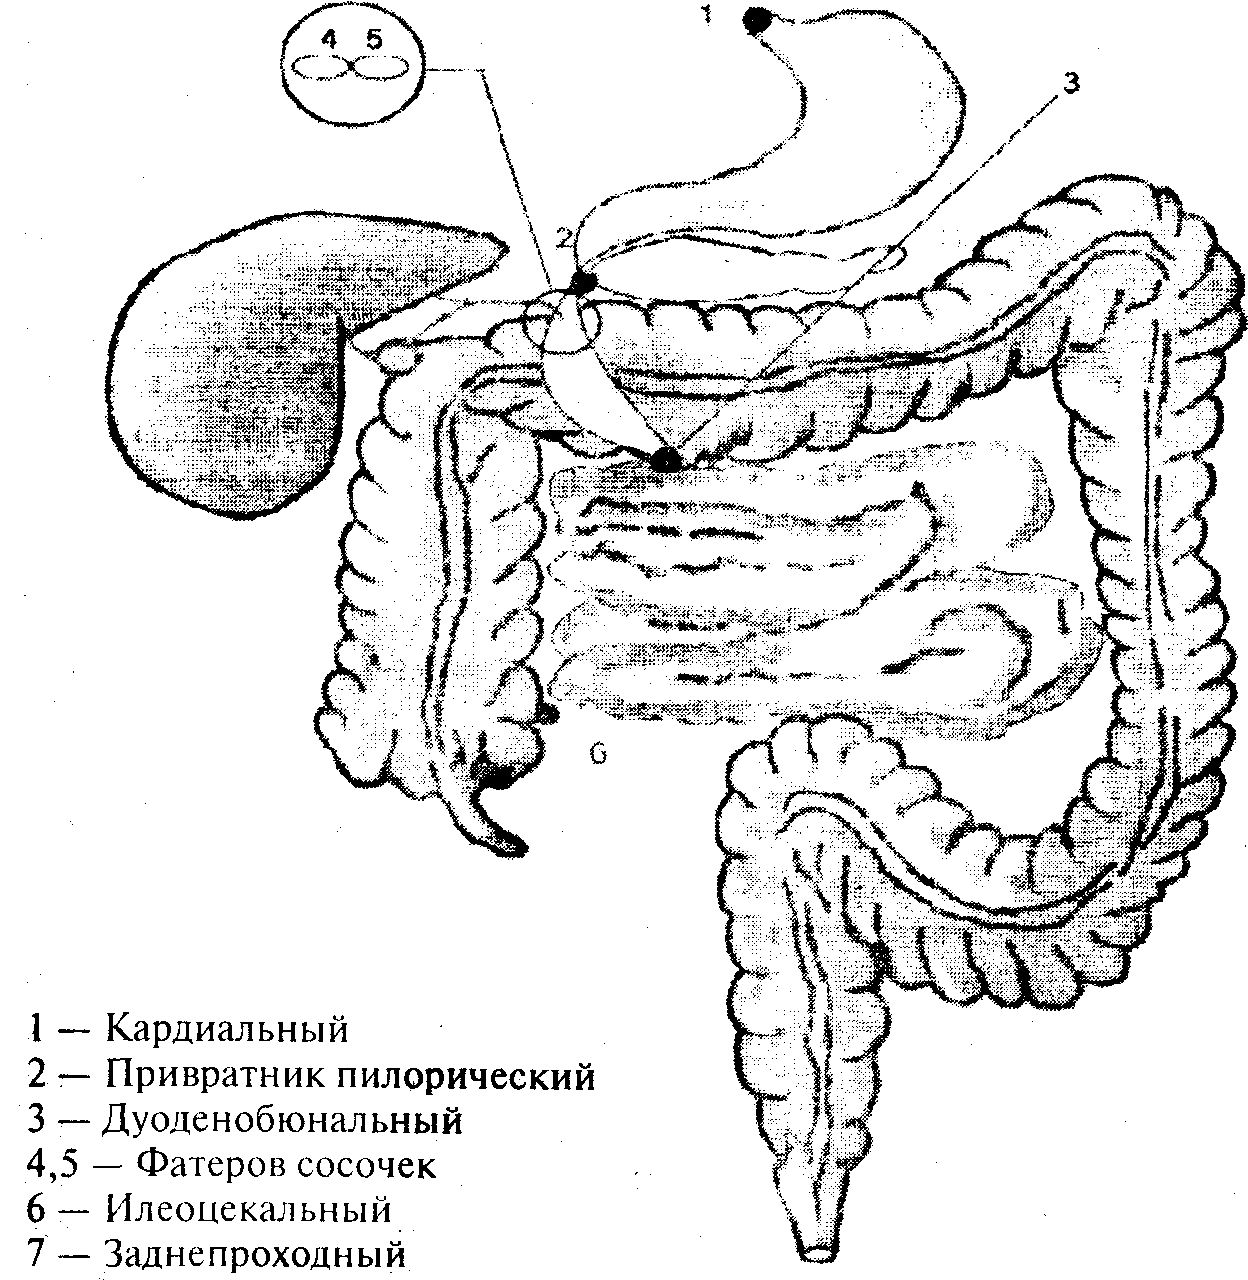 1
4 5
3
2
6
1 — Кардиальный
2 — Привратник пилорический
3 — Дуоденобюнальный
4,5 — Фатеров сосочек
6 — Илеоцекальный
7 — Заднепроходный